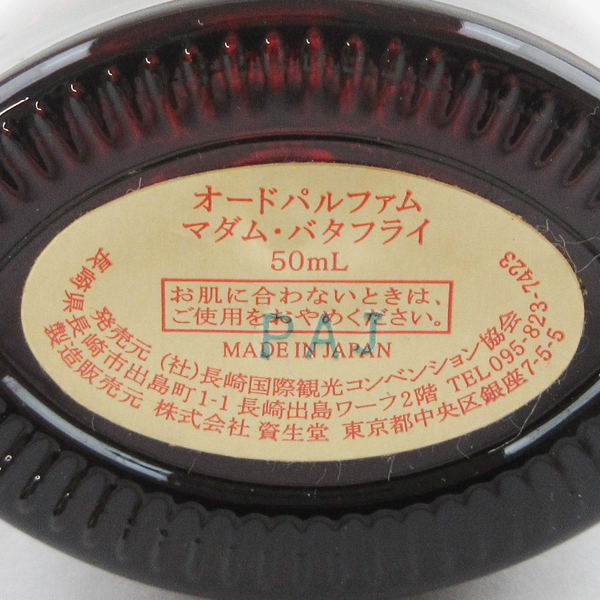 オードパルファム
マダム・バタフライ
50mL
お肌に合わないときは、
ご使用をおやめください。
PAJ
MADE IN JAPAN
発売元 (社)長崎国際観光コンベンション協会
長崎県長崎市出島町1-1 長崎出島ワーフ2階 TEL 095-823-7423
製造販売元 株式会社 資生堂 東京都中央区銀座7-5-5